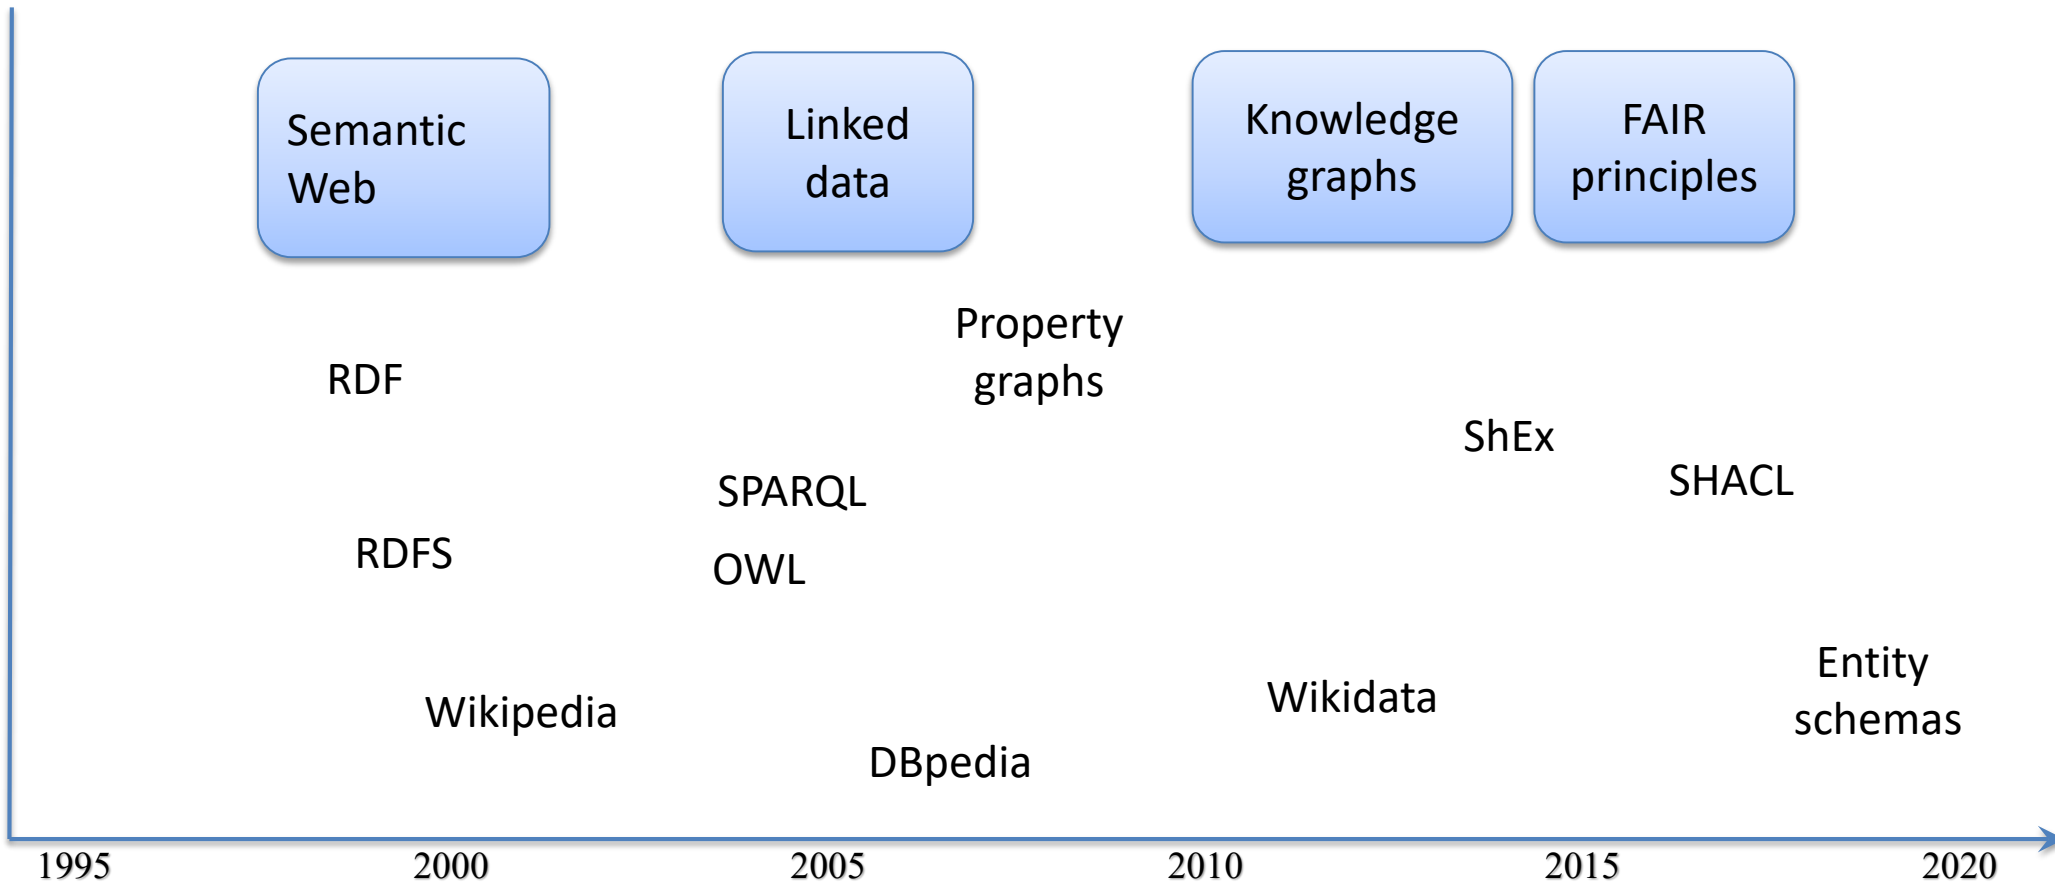 Semantic
Web
Linked
data
Knowledge
graphs
FAIR
principles
Property
graphs
RDF
ShEx
SHACL
SPARQL
RDFS
OWL
Entity
schemas
Wikipedia
Wikidata
DBpedia
1995
2000
2005
2010
2015
2020